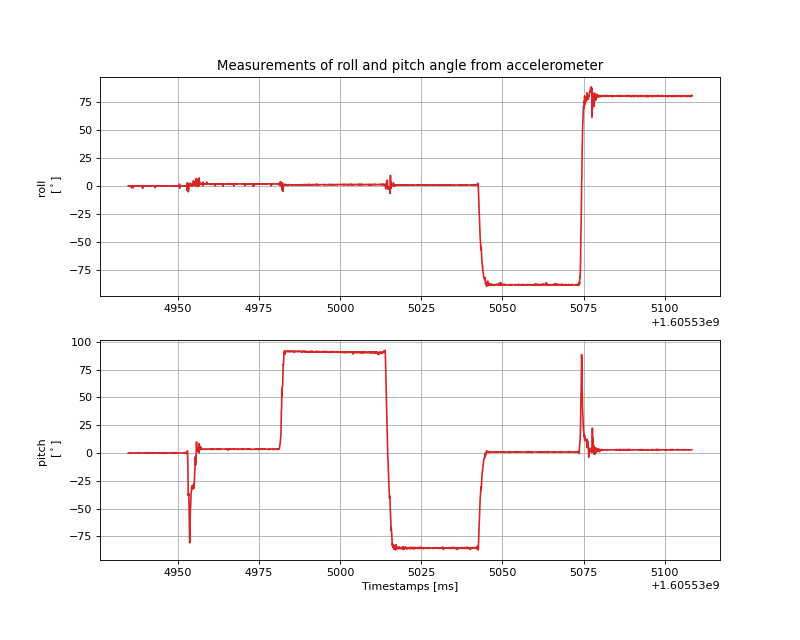 Measurements of roll and pitch angle from accelerometer
75
50
25
0
−25
−50
−75
roll
[°]
4950 4975 5000 5025 5050 5075 5100
+1.60553e9
100
75
50
25
0
−25
−50
−75
pitch
[°]
4950 4975 5000 5025 5050 5075 5100
Timestamps [ms]
+1.60553e9